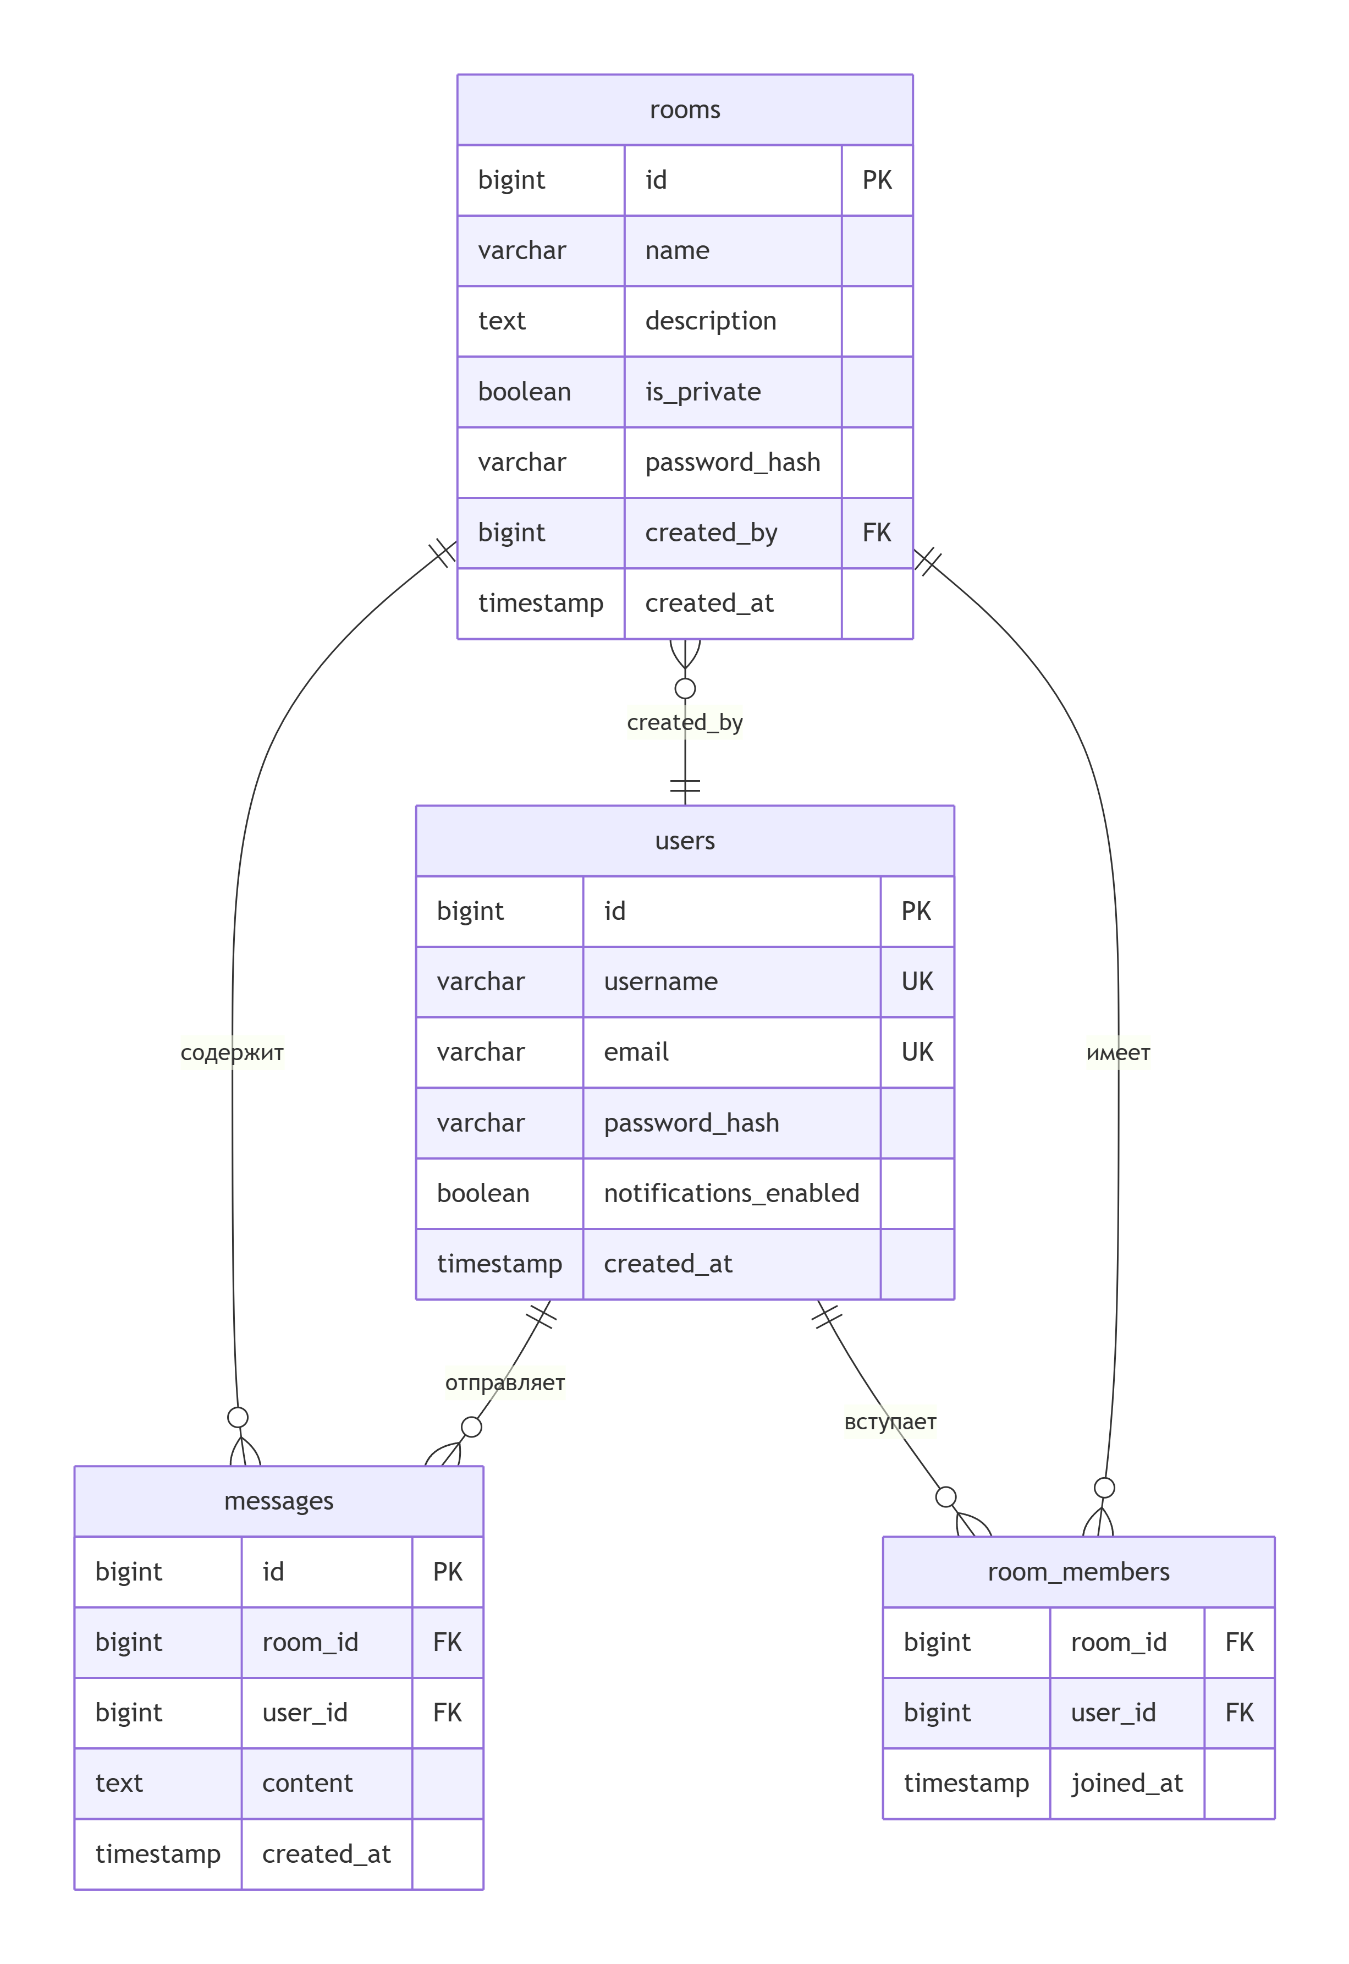 rooms
bigint id PK
varchar name
text description
boolean is_private
varchar password_hash
bigint created_by FK
timestamp created_at
created_by
users
bigint id PK
varchar username UK
varchar email UK
varchar password_hash
boolean notifications_enabled
timestamp created_at
содержит
имеет
отправляет
вступает
messages
bigint id PK
bigint room_id FK
bigint user_id FK
text content
timestamp created_at
room_members
bigint room_id FK
bigint user_id FK
timestamp joined_at